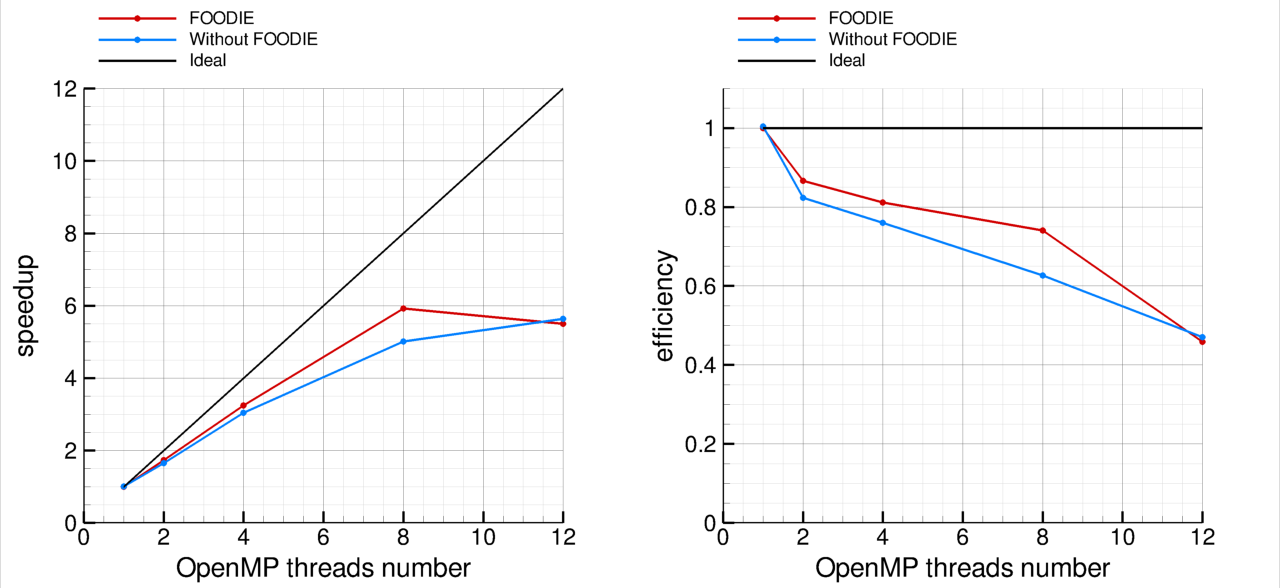 FOODIE
Without FOODIE
Ideal
12
10
8
6
4
2
0
0 2 4 6 8 10 12
speedup
OpenMP threads number
FOODIE
Without FOODIE
Ideal
1
0.8
0.6
0.4
0.2
0
0 2 4 6 8 10 12
efficiency
OpenMP threads number